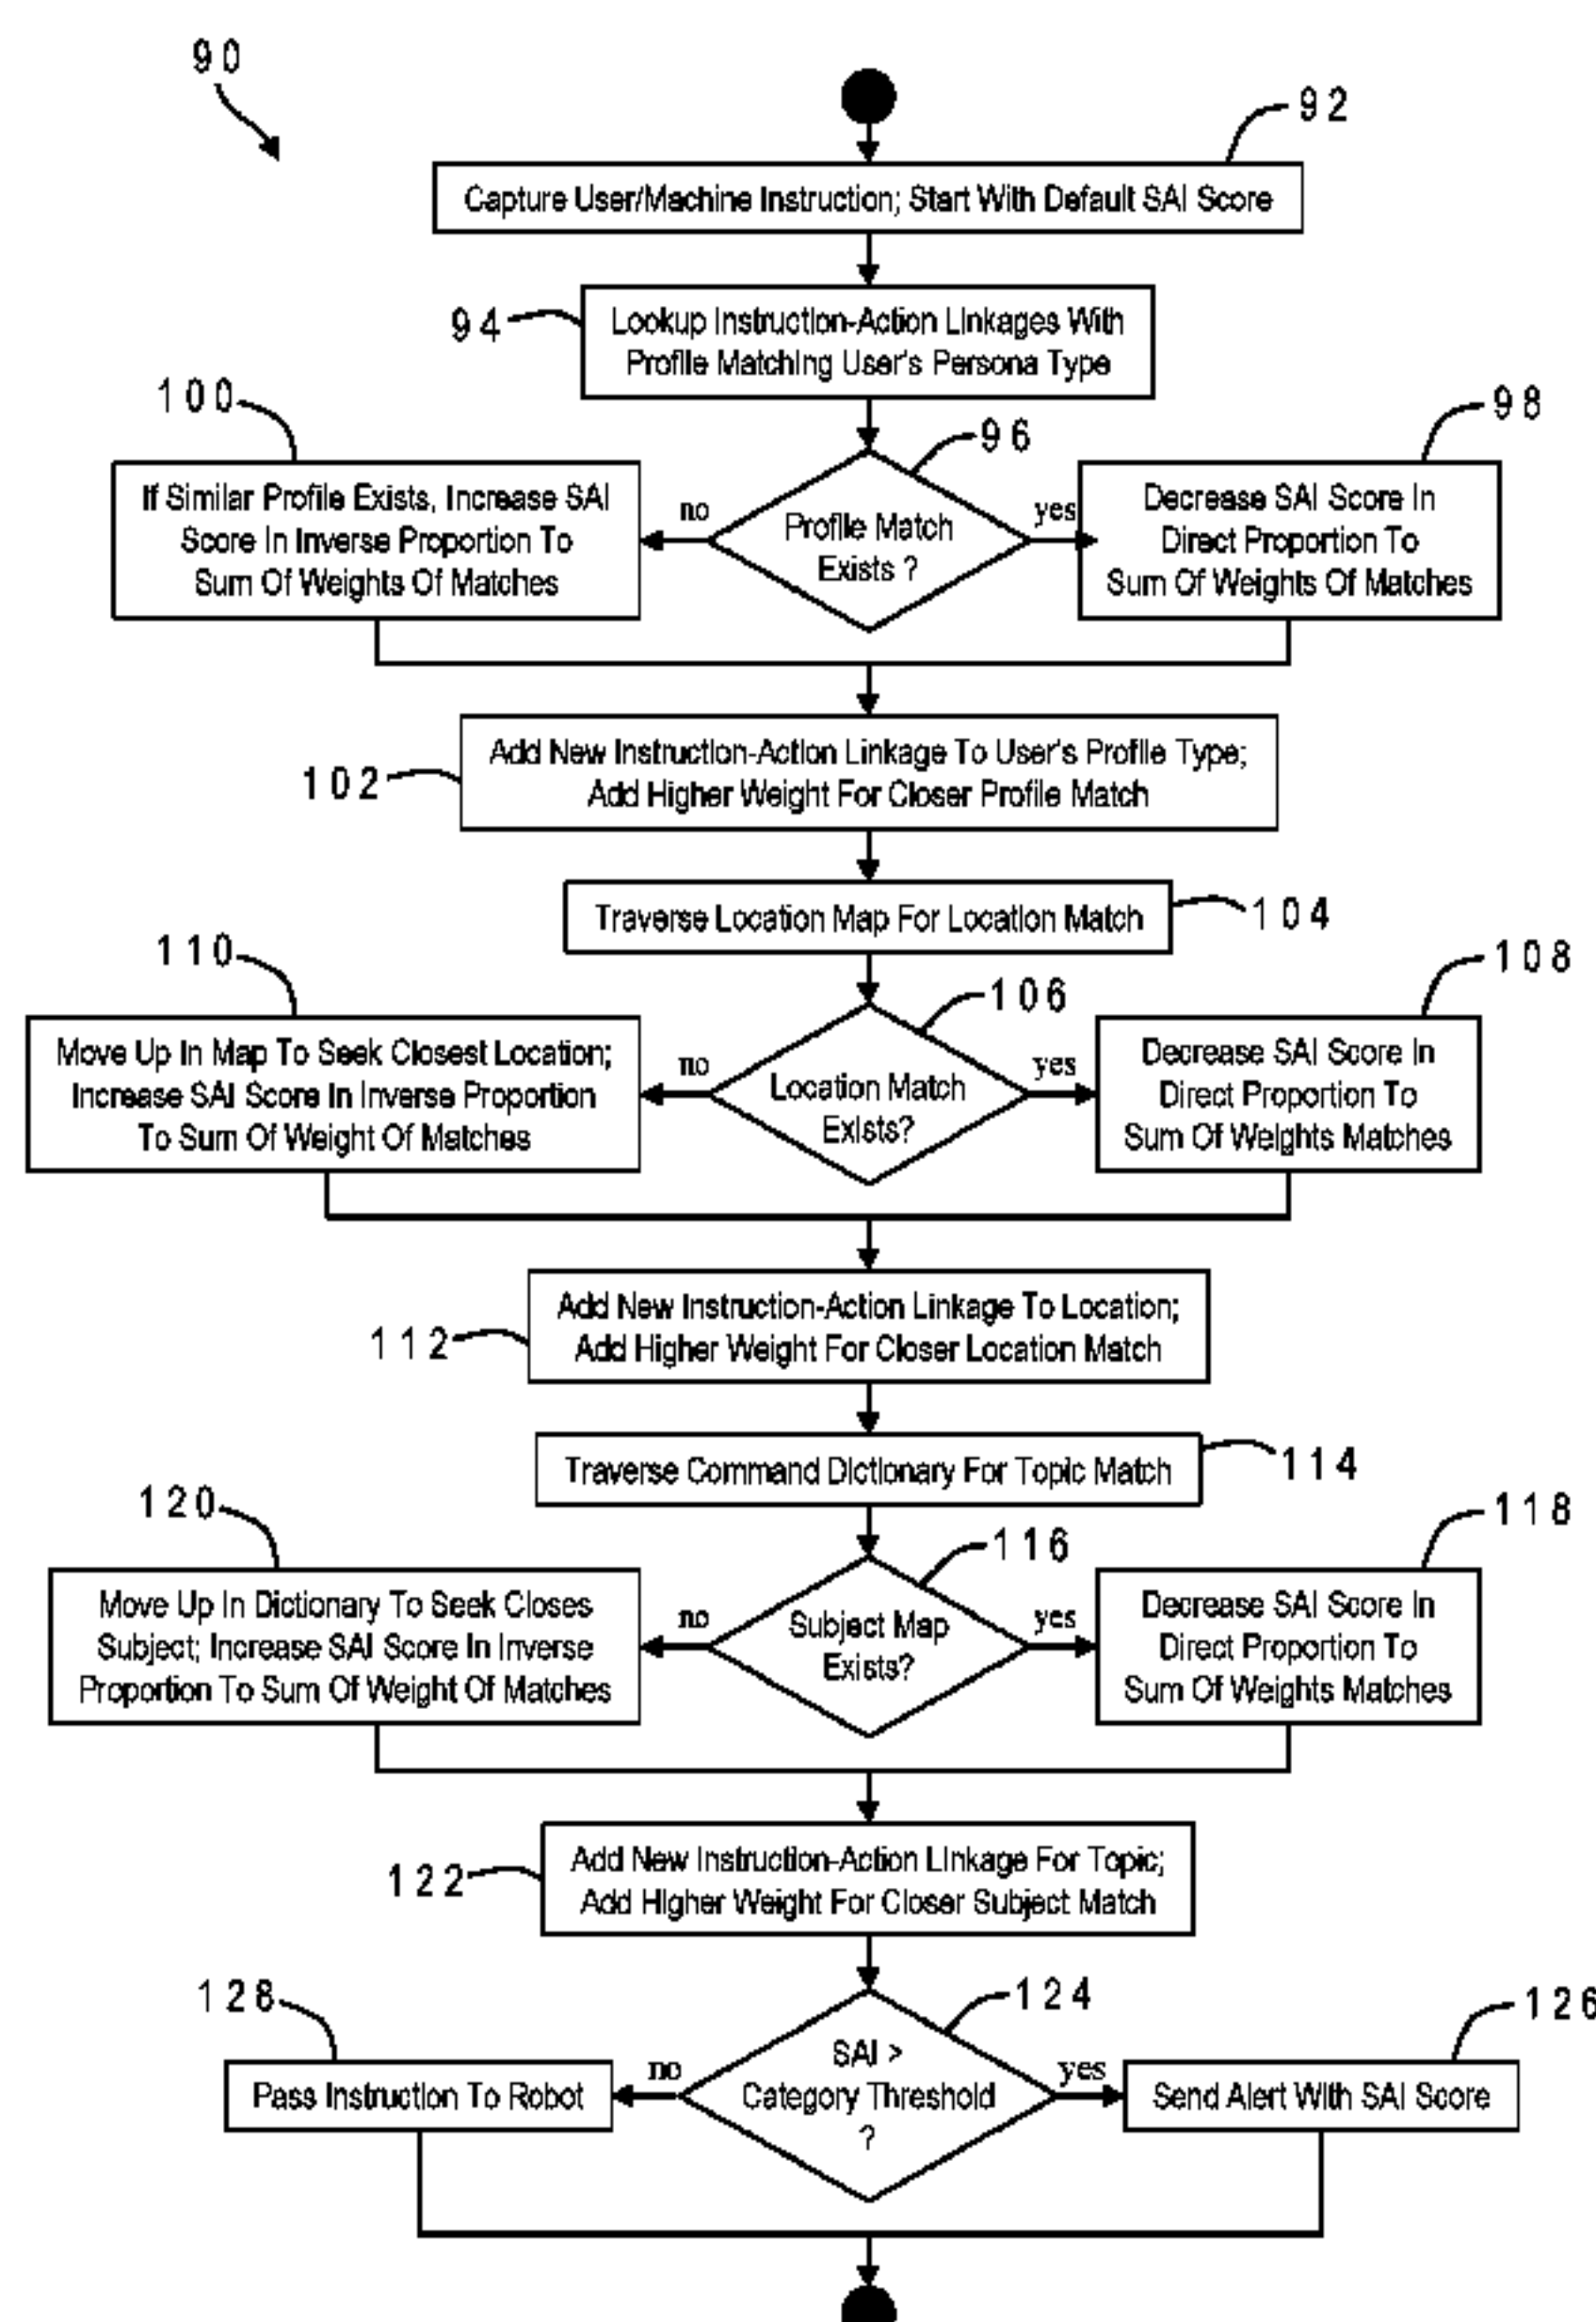 90
92
Capture User/Machine Instruction; Start With Default SAI Score
94
Lookup Instruction-Action Linkages With
Profile Matching User's Persona Type
100
96
98
If Similar Profile Exists, Increase SAI
Score In Inverse Proportion To
Sum Of Weights Of Matches
no
Profile Match
Exists ?
yes
Decrease SAI Score In
Direct Proportion To
Sum Of Weights Of Matches
102
Add New Instruction-Action Linkage To User's Profile Type;
Add Higher Weight For Closer Profile Match
Traverse Location Map For Location Match
104
110
106
108
Move Up In Map To Seek Closest Location;
Increase SAI Score In Inverse Proportion
To Sum Of Weight Of Matches
no
Location Match
Exists?
yes
Decrease SAI Score In
Direct Proportion To
Sum Of Weights Matches
112
Add New Instruction-Action Linkage To Location;
Add Higher Weight For Closer Location Match
Traverse Command Dictionary For Topic Match
114
120
116
118
Move Up In Dictionary To Seek Closes
Subject; Increase SAI Score In Inverse
Proportion To Sum Of Weight Of Matches
no
Subject Map
Exists?
yes
Decrease SAI Score In
Direct Proportion To
Sum Of Weights Matches
122
Add New Instruction-Action Linkage For Topic;
Add Higher Weight For Closer Subject Match
128
124
126
Pass Instruction To Robot
no
SAI >
Category Threshold
?
yes
Send Alert With SAI Score